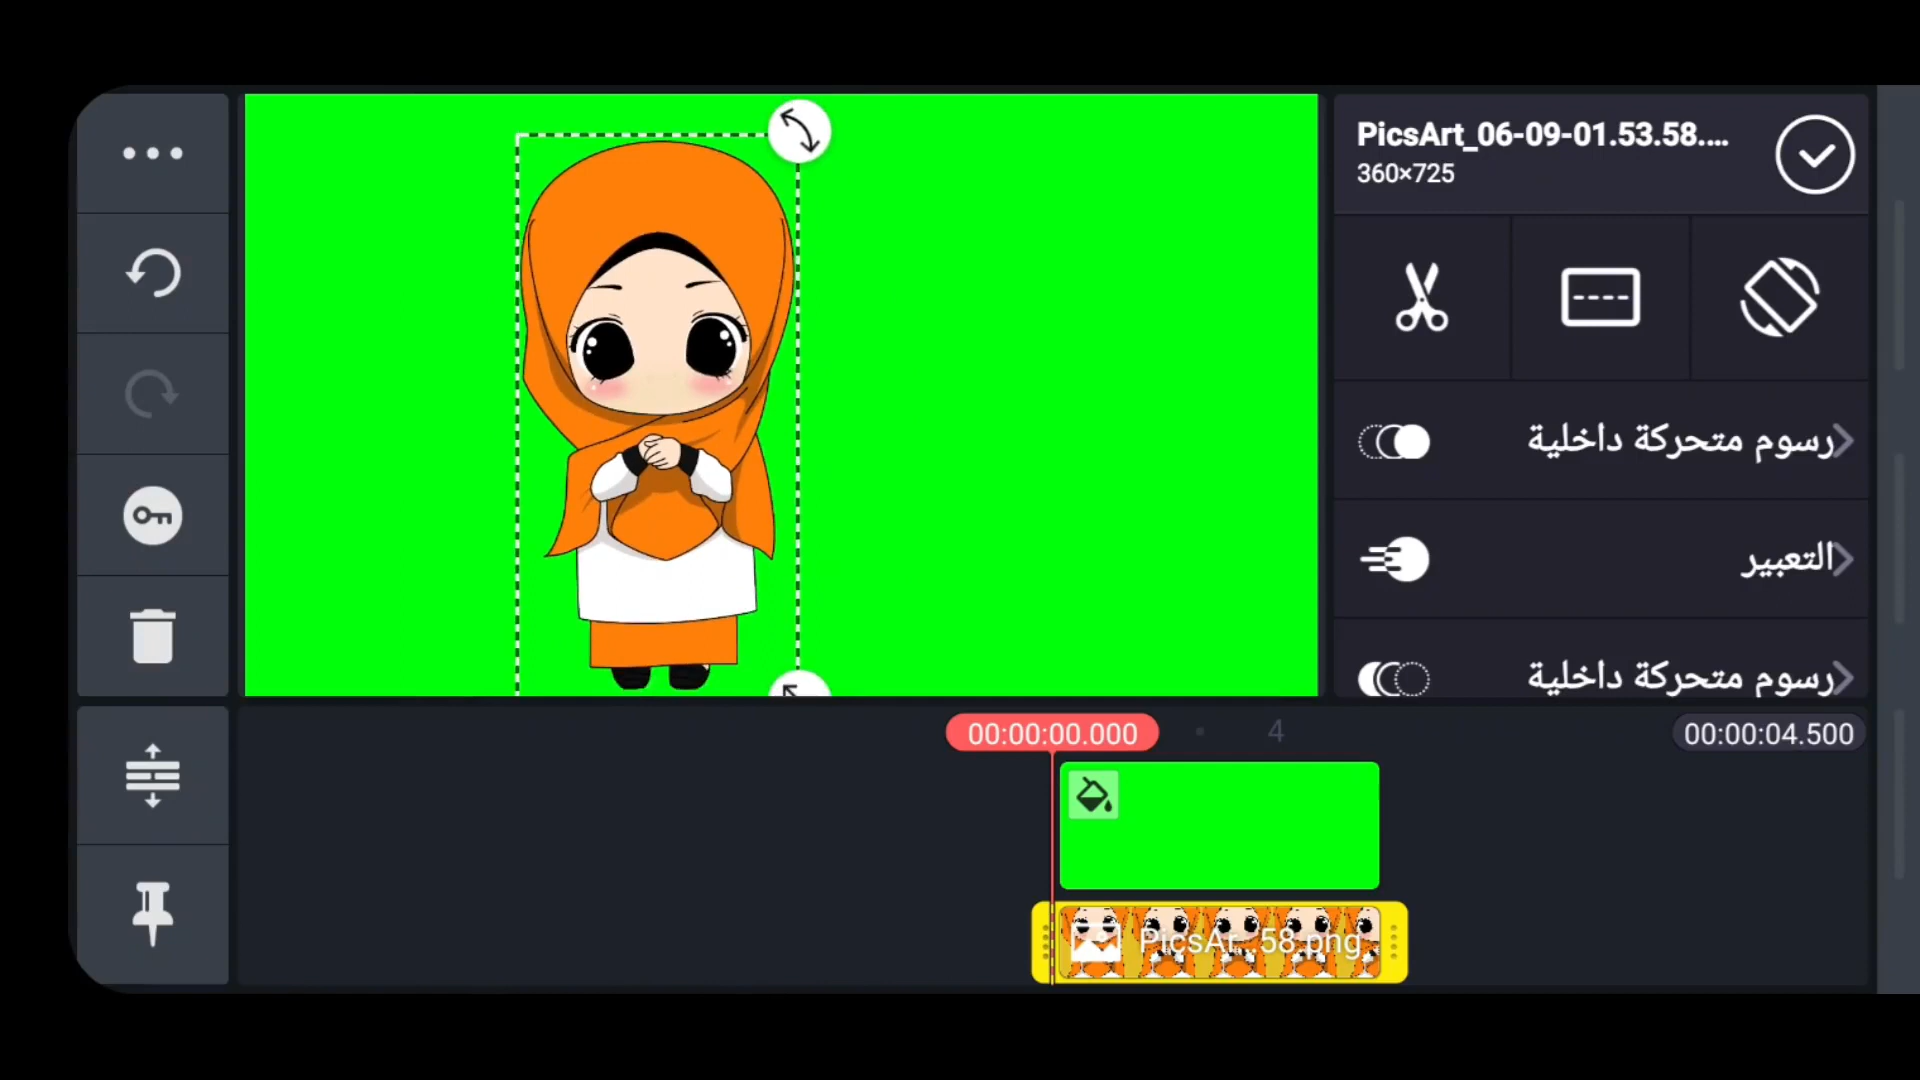 PicsArt_06-09-01.53.58....
360×725
رسوم متحركة داخلية
التعبير
رسوم متحركة داخلية
00:00:00.000
4
00:00:04.500
PicsAr...58.png